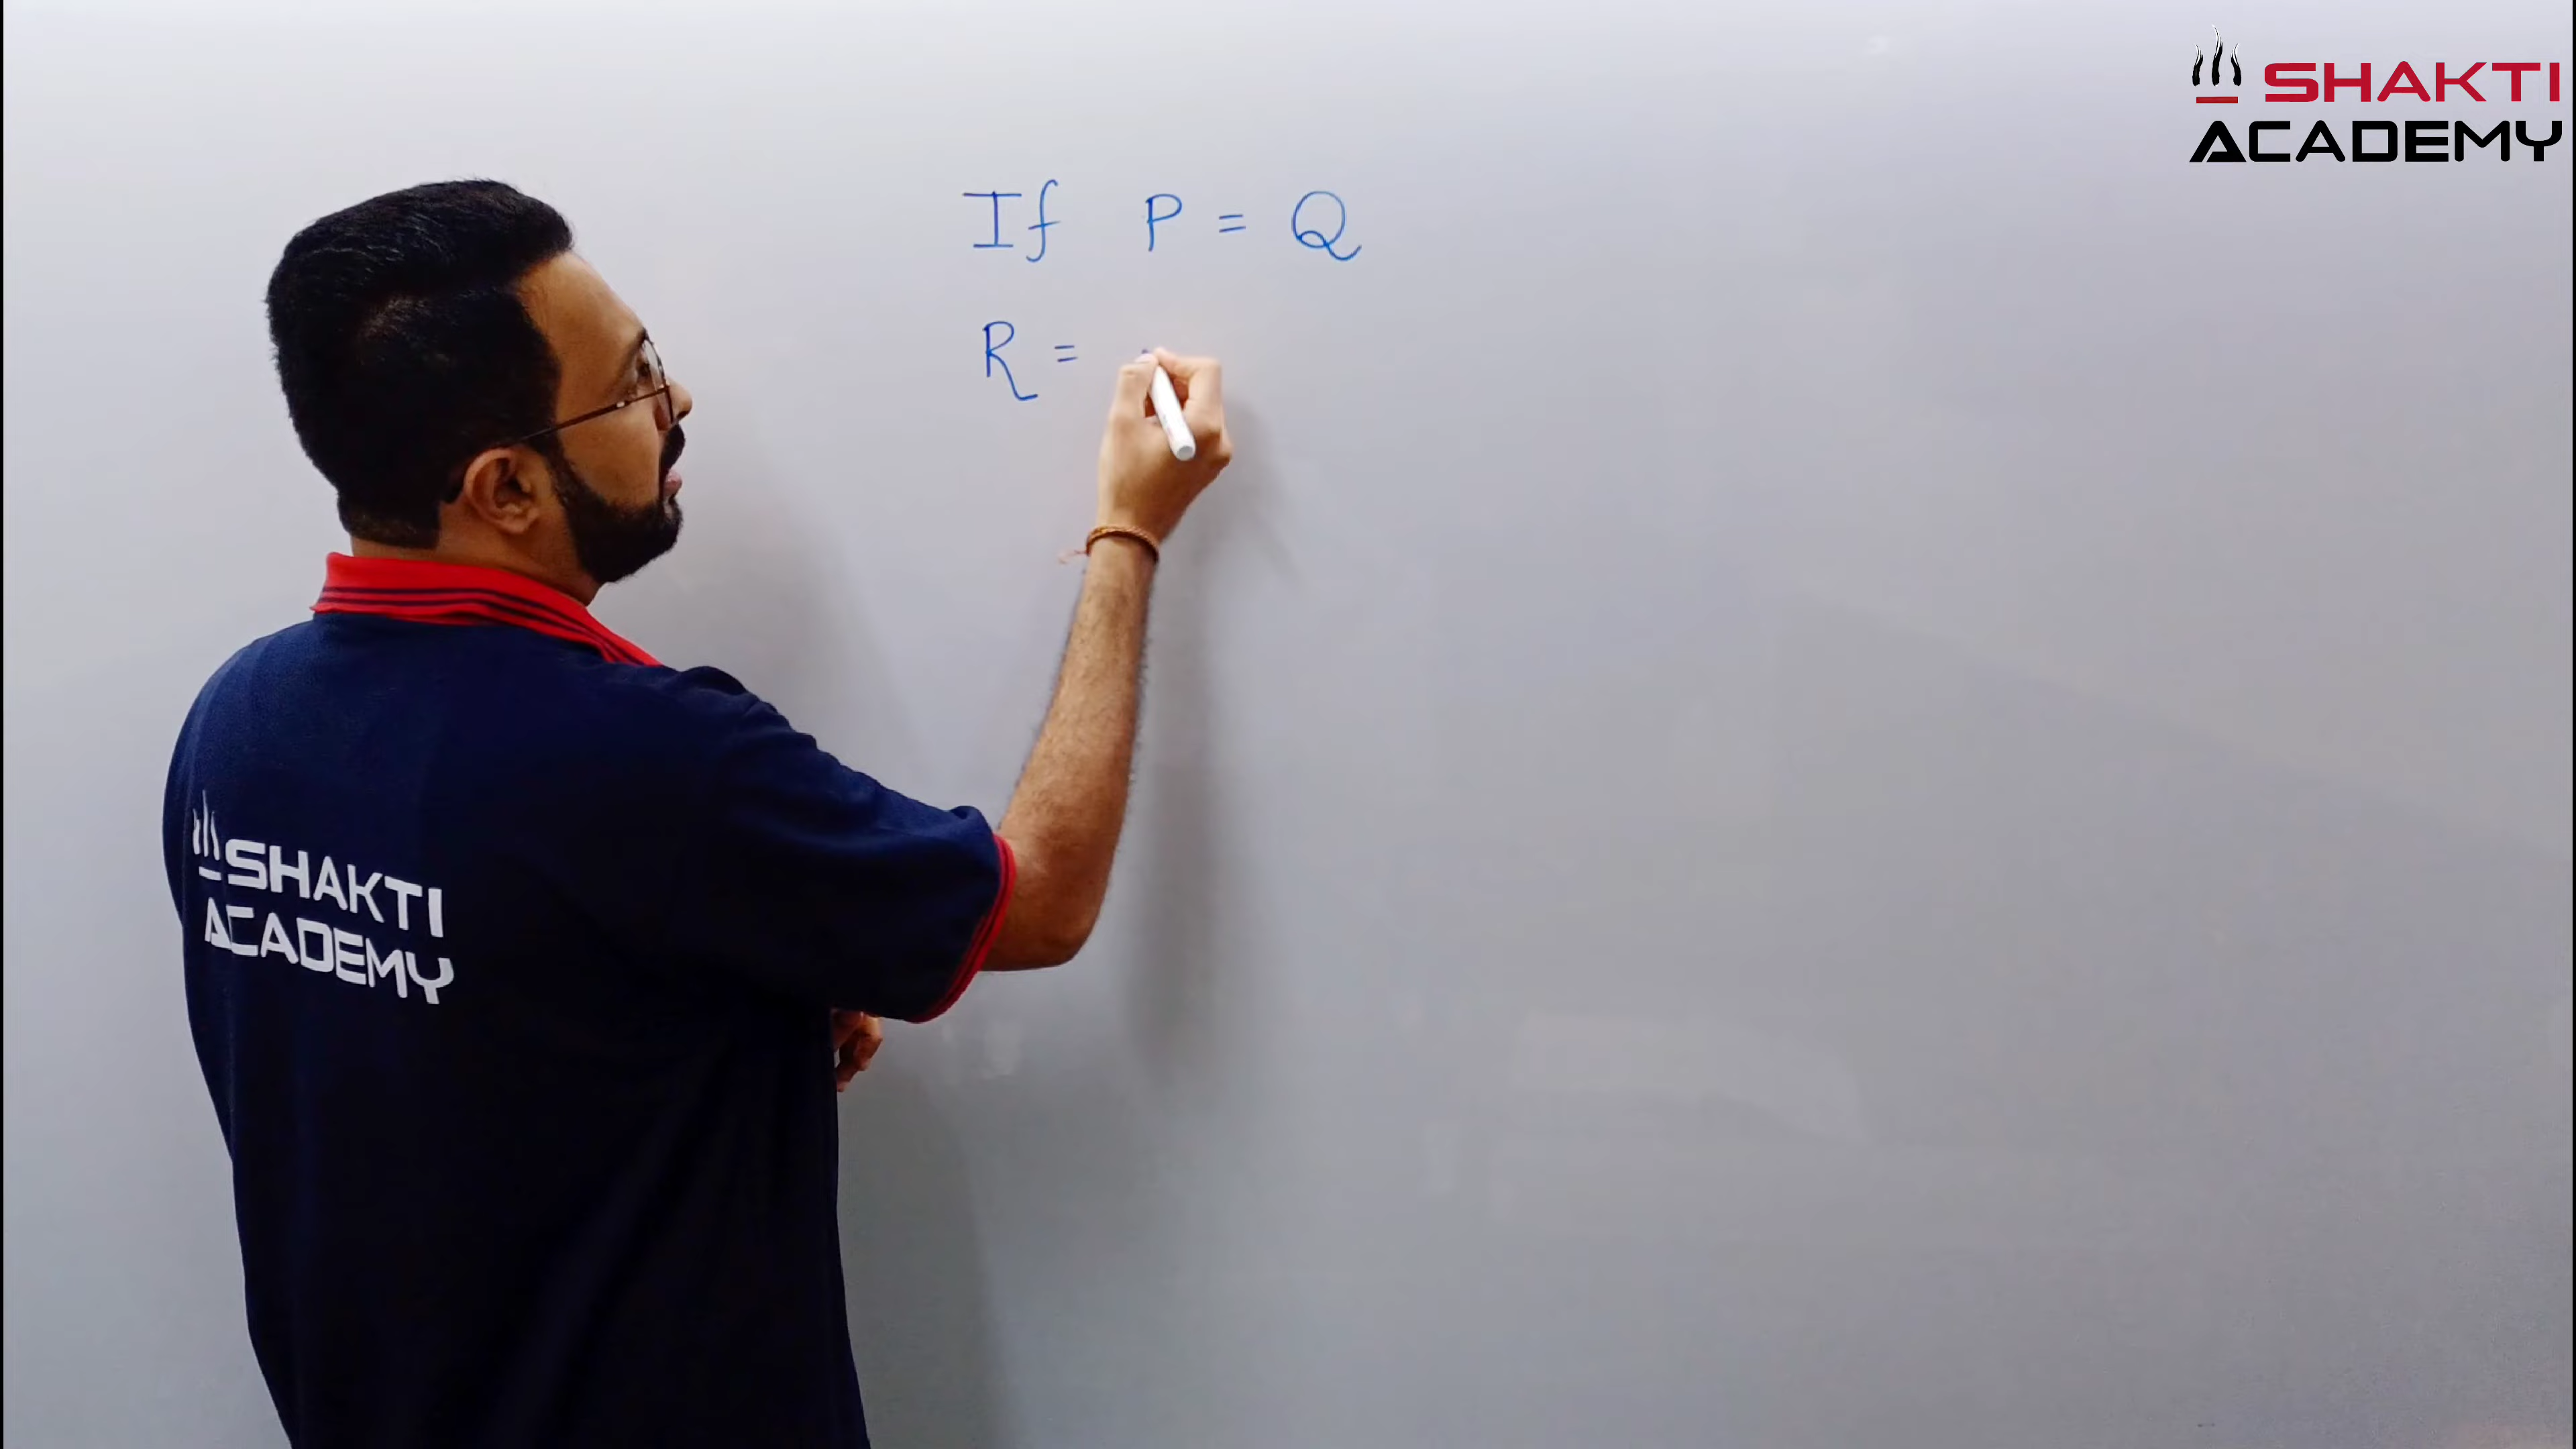 SHAKTI
ACADEMY
If P = Q
R =
SHAKTI
ACADEMY